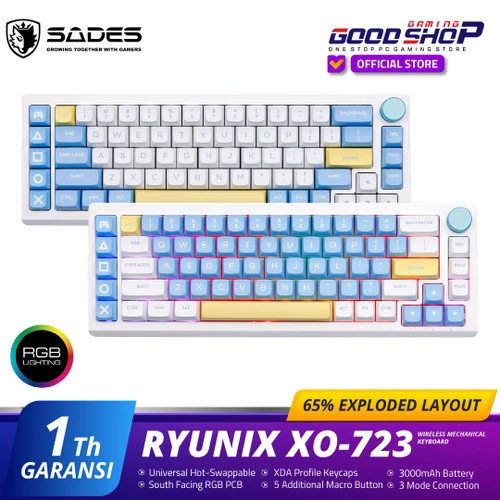 SADES
GROWING TOGETHER WITH GAMERS
GAMING
GOODSHOP
ONE STOP PC GAMING STORE
OFFICIAL STORE
RGB
LIGHTING
65% EXPLODED LAYOUT
1Th
GARANSI
RYUNIX XO-723
WIRELESS MECHANICAL
KEYBOARD
• Universal Hot-Swappable
• South Facing RGB PCB
• XDA Profile Keycaps
• 5 Additional Macro Button
• 3000mAh Battery
• 3 Mode Connection